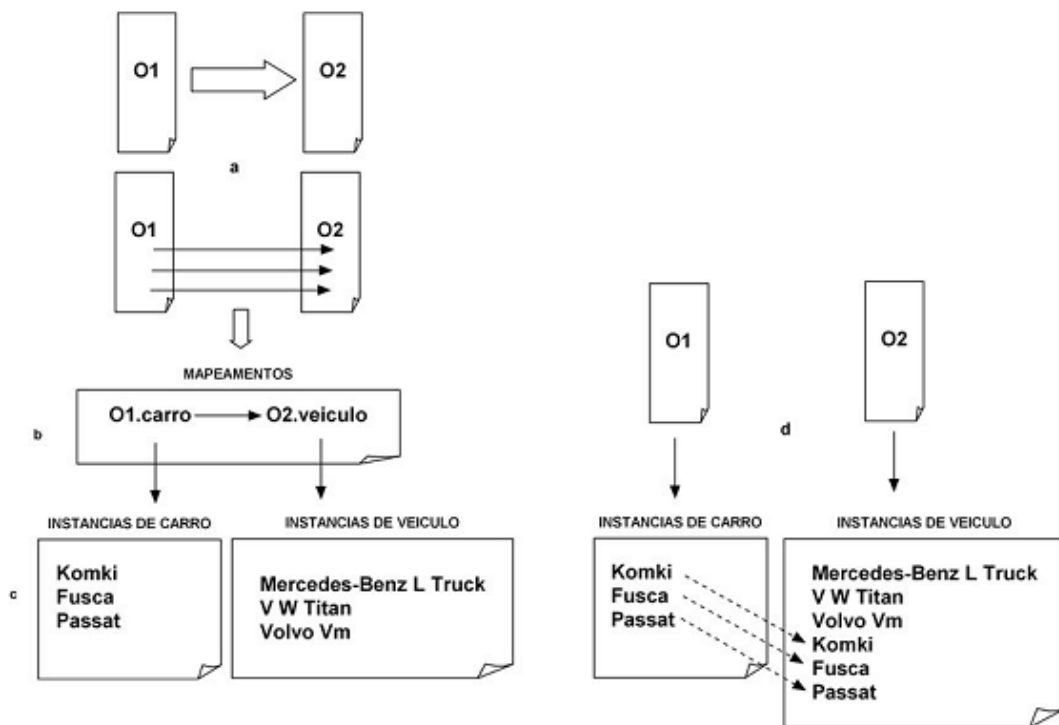 O1
O2
a
O1
O2
MAPEAMENTOS
O1.carro
O2.veiculo
b
INSTANCIAS DE CARRO
INSTANCIAS DE VEICULO
c
Komki
Fusca
Passat
Mercedes-Benz L Truck
V W Titan
Volvo Vm
O1
O2
d
INSTANCIAS DE CARRO
INSTANCIAS DE VEICULO
Komki
Fusca
Passat
Mercedes-Benz L Truck
V W Titan
Volvo Vm
Komki
Fusca
Passat